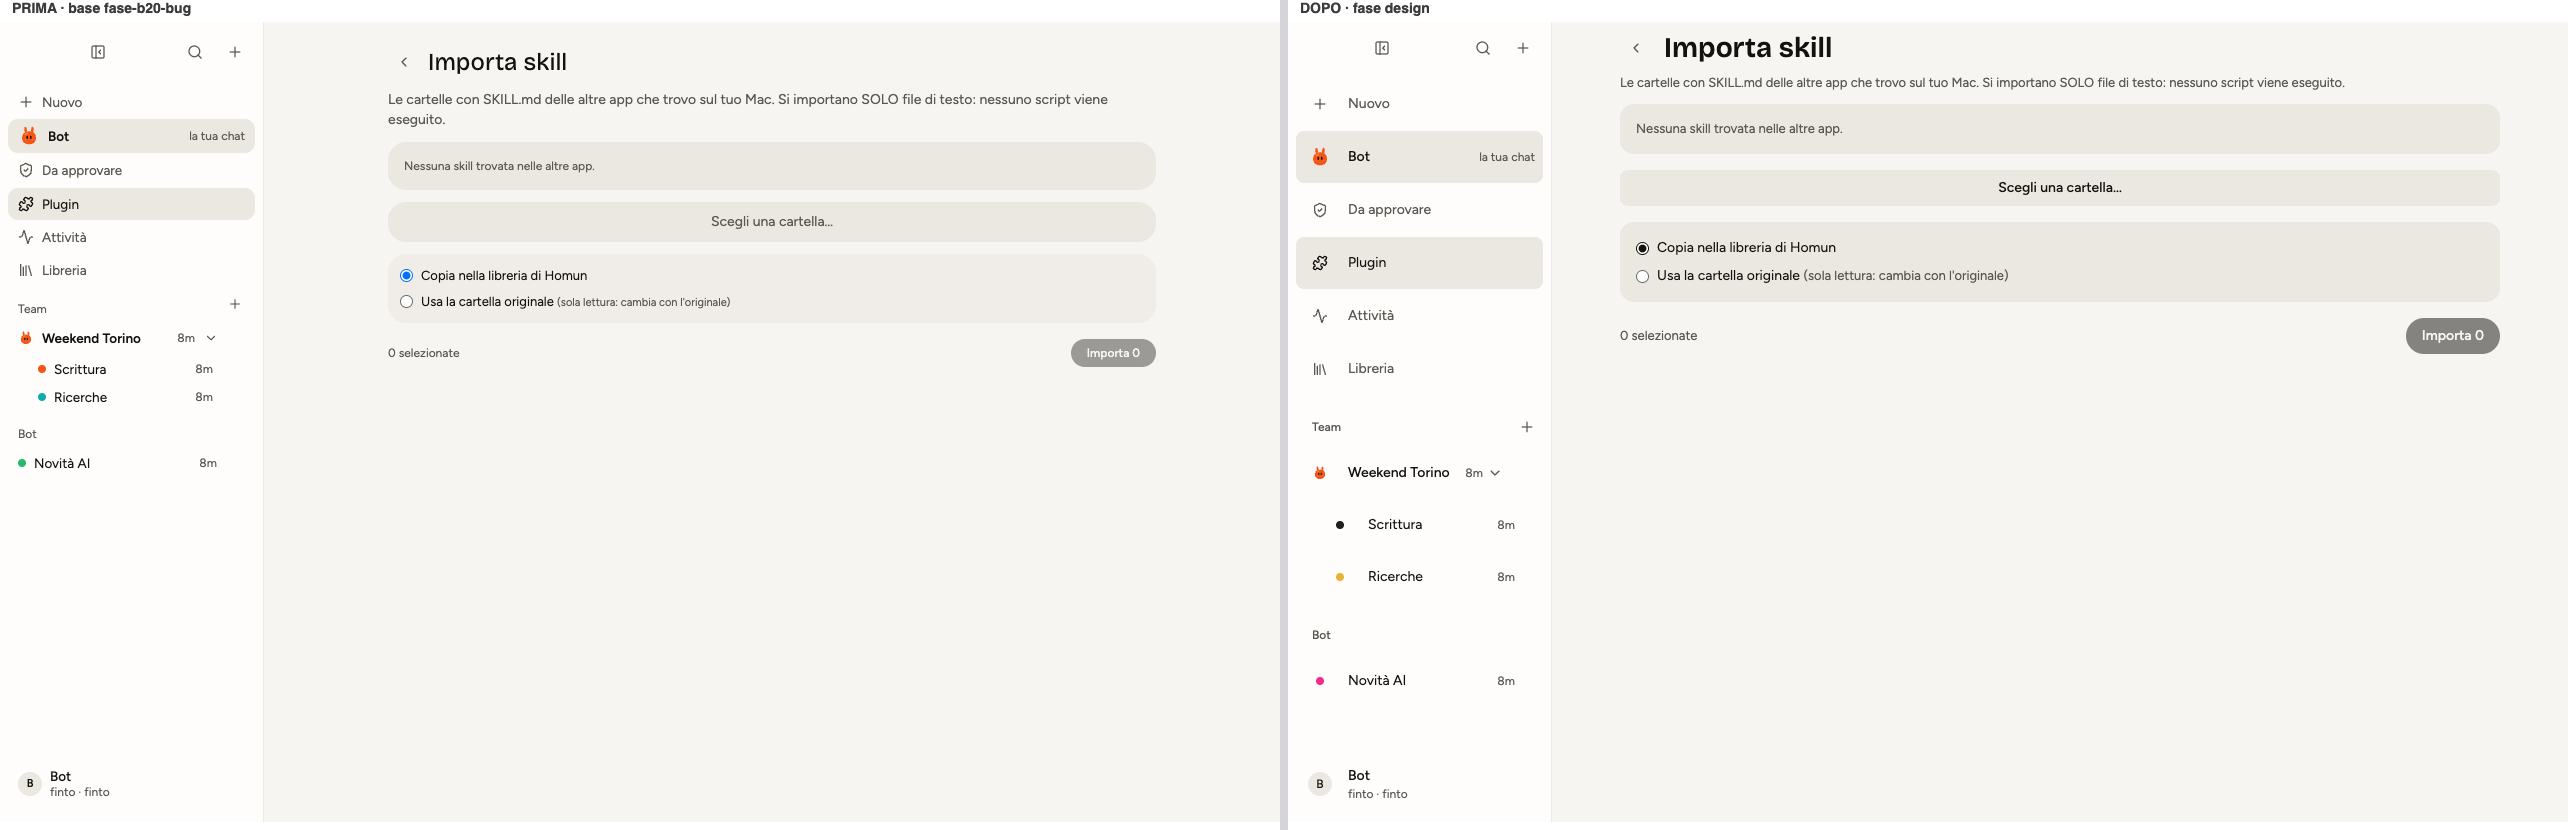 PRIMA · base fase-b20-bug
Importa skill
Le cartelle con SKILL.md delle altre app che trovo sul tuo Mac. Si importano SOLO file di testo: nessuno script viene
eseguito.
Nessuna skill trovata nelle altre app.
Scegli una cartella...
Copia nella libreria di Homun
Usa la cartella originale (sola lettura: cambia con l'originale)
0 selezionate
Importa 0
Nuovo
Bot la tua chat
Da approvare
Plugin
Attività
Libreria
Team
Weekend Torino 8m
Scrittura 8m
Ricerche 8m
Bot
Novità AI 8m
B
Bot
finto · finto
DOPO · fase design
Importa skill
Le cartelle con SKILL.md delle altre app che trovo sul tuo Mac. Si importano SOLO file di testo: nessuno script viene eseguito.
Nessuna skill trovata nelle altre app.
Scegli una cartella...
Copia nella libreria di Homun
Usa la cartella originale (sola lettura: cambia con l'originale)
0 selezionate
Importa 0
Nuovo
Bot la tua chat
Da approvare
Plugin
Attività
Libreria
Team
Weekend Torino 8m
Scrittura 8m
Ricerche 8m
Bot
Novità AI 8m
B
Bot
finto · finto